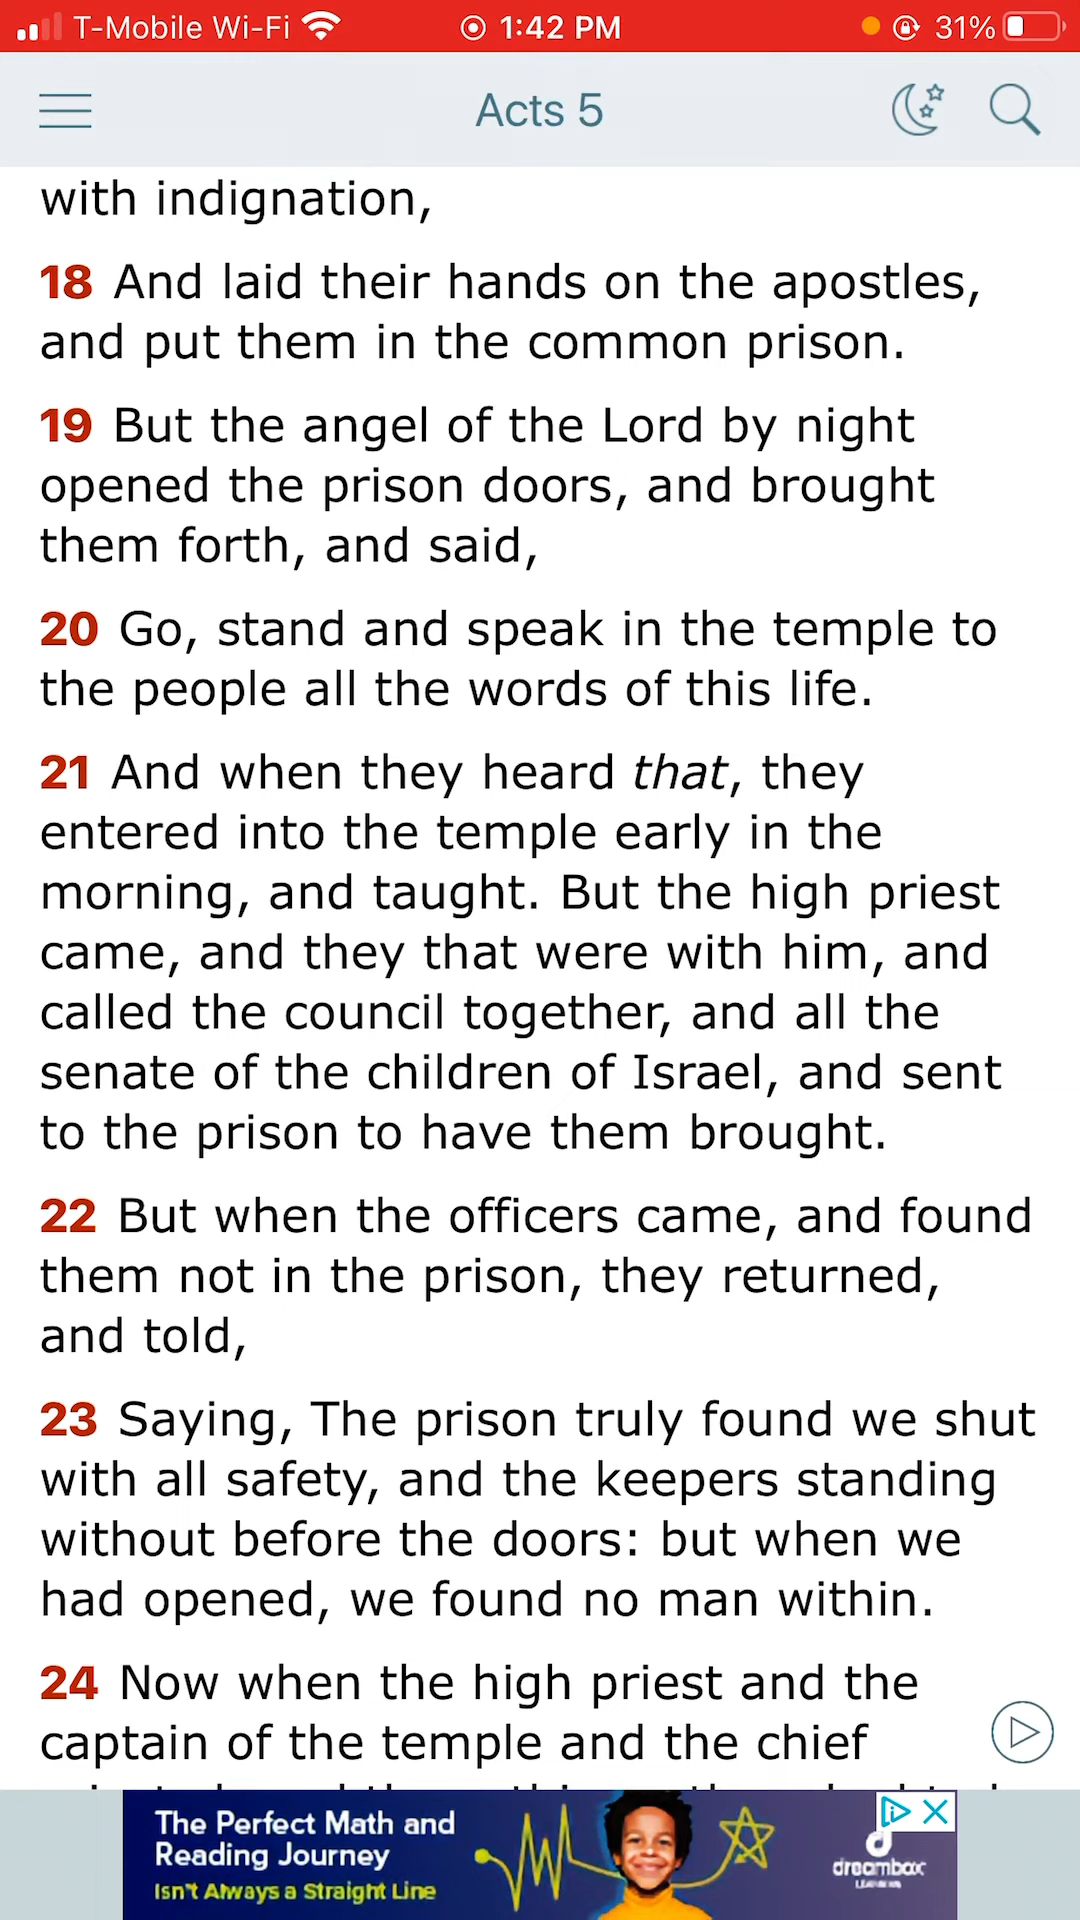 T-Mobile Wi-Fi 1:42 PM 31%
Acts 5
with indignation,
18 And laid their hands on the apostles,
and put them in the common prison.
19 But the angel of the Lord by night
opened the prison doors, and brought
them forth, and said,
20 Go, stand and speak in the temple to
the people all the words of this life.
21 And when they heard that, they
entered into the temple early in the
morning, and taught. But the high priest
came, and they that were with him, and
called the council together, and all the
senate of the children of Israel, and sent
to the prison to have them brought.
22 But when the officers came, and found
them not in the prison, they returned,
and told,
23 Saying, The prison truly found we shut
with all safety, and the keepers standing
without before the doors: but when we
had opened, we found no man within.
24 Now when the high priest and the
captain of the temple and the chief
The Perfect Math and
Reading Journey
Isn't Always a Straight Line
dreambox
LEARNING